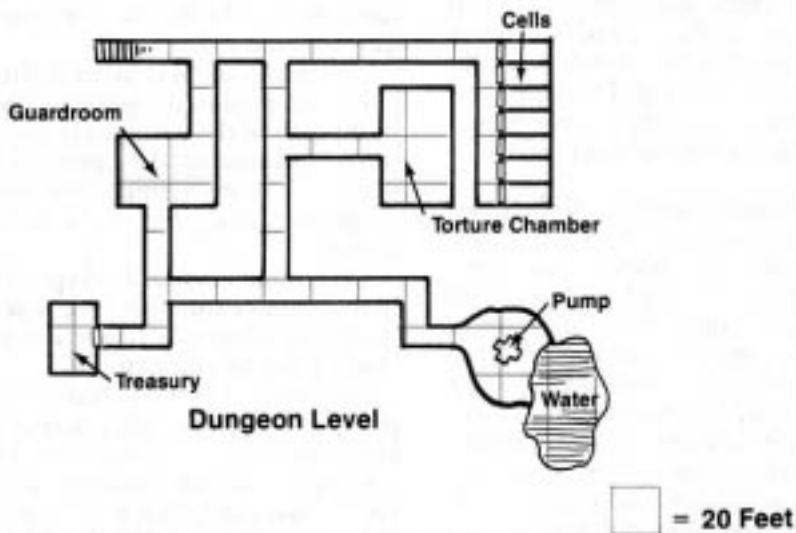 Cells
Guardroom
Torture Chamber
Pump
Treasury
Water
Dungeon Level
= 20 Feet